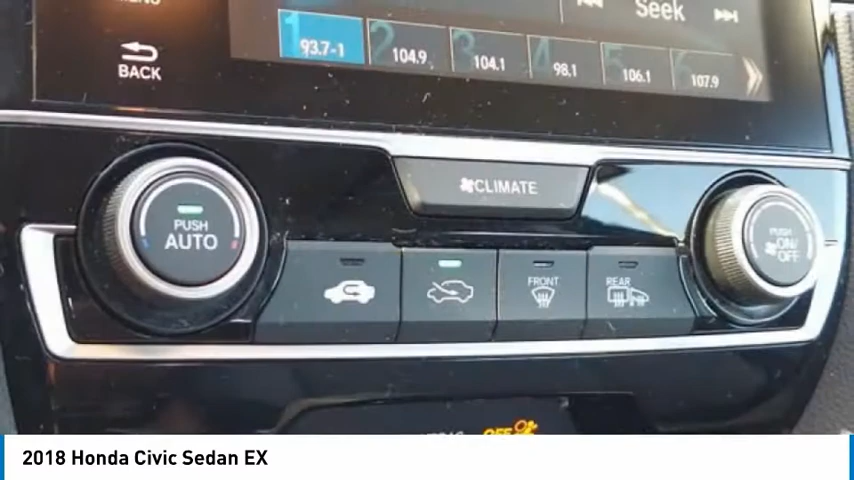 MENU
Seek
1 93.7-1
2 104.9
3 104.1
4 98.1
5 106.1
6 107.9
BACK
CLIMATE
PUSH
AUTO
PUSH
ON/
OFF
FRONT
REAR
OFF
2018 Honda Civic Sedan EX